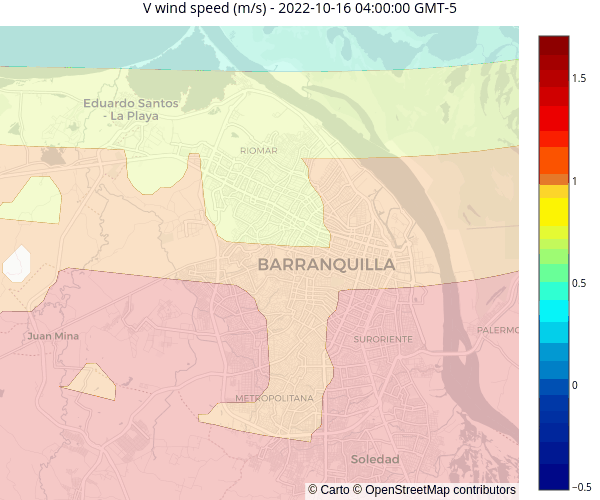 V wind speed (m/s) - 2022-10-16 04:00:00 GMT-5
Eduardo Santos
- La Playa
RIOMAR
BARRANQUILLA
Juan Mina
SURORIENTE
PALERMO
METROPOLITANA
Soledad
© Carto © OpenStreetMap contributors
1.5
1
0.5
0
−0.5